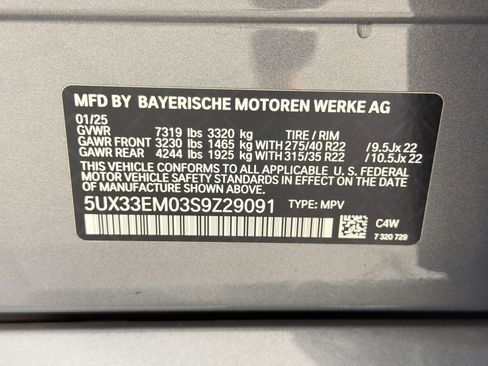 MFD BY BAYERISCHE MOTOREN WERKE AG
01/25
GVWR 7319 lbs 3320 kg TIRE / RIM
GAWR FRONT 3230 lbs 1465 kg WITH 275/40 R22 / 9.5Jx 22
GAWR REAR 4244 lbs 1925 kg WITH 315/35 R22 / 10.5Jx 22
THIS VEHICLE CONFORMS TO ALL APPLICABLE U.S. FEDERAL
MOTOR VEHICLE SAFETY STANDARDS IN EFFECT ON THE
DATE OF MANUFACTURE SHOWN ABOVE.
5UX33EM03S9Z29091 TYPE: MPV
C4W
7 320 729